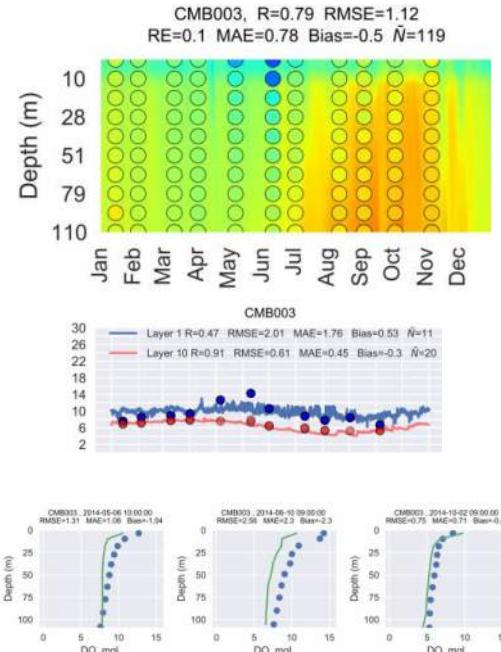 CMB003, R=0.79 RMSE=1.12
RE=0.1 MAE=0.78 Bias=-0.5 N̄=119
Depth (m)
10
28
51
79
110
Jan Feb Mar Apr May Jun Jul Aug Sep Oct Nov Dec
CMB003
30
26
22
18
14
10
6
2
Layer 1 R=0.47 RMSE=2.01 MAE=1.76 Bias=0.53 N̄=11
Layer 10 R=0.91 RMSE=0.61 MAE=0.45 Bias=-0.3 N̄=20
CMB003 , 2014-05-06 10:00:00
RMSE=1.31 MAE=1.06 Bias=-1.04
Depth (m)
0
25
50
75
100
0 5 10 15
DO, mol
CMB003 , 2014-06-10 09:00:00
RMSE=2.56 MAE=2.3 Bias=-2.3
Depth (m)
0
25
50
75
100
0 5 10 15
DO, mol
CMB003 , 2014-10-02 09:00:00
RMSE=0.75 MAE=0.71
Depth (m)
0
25
50
75
100
0 5 10
DO, mol